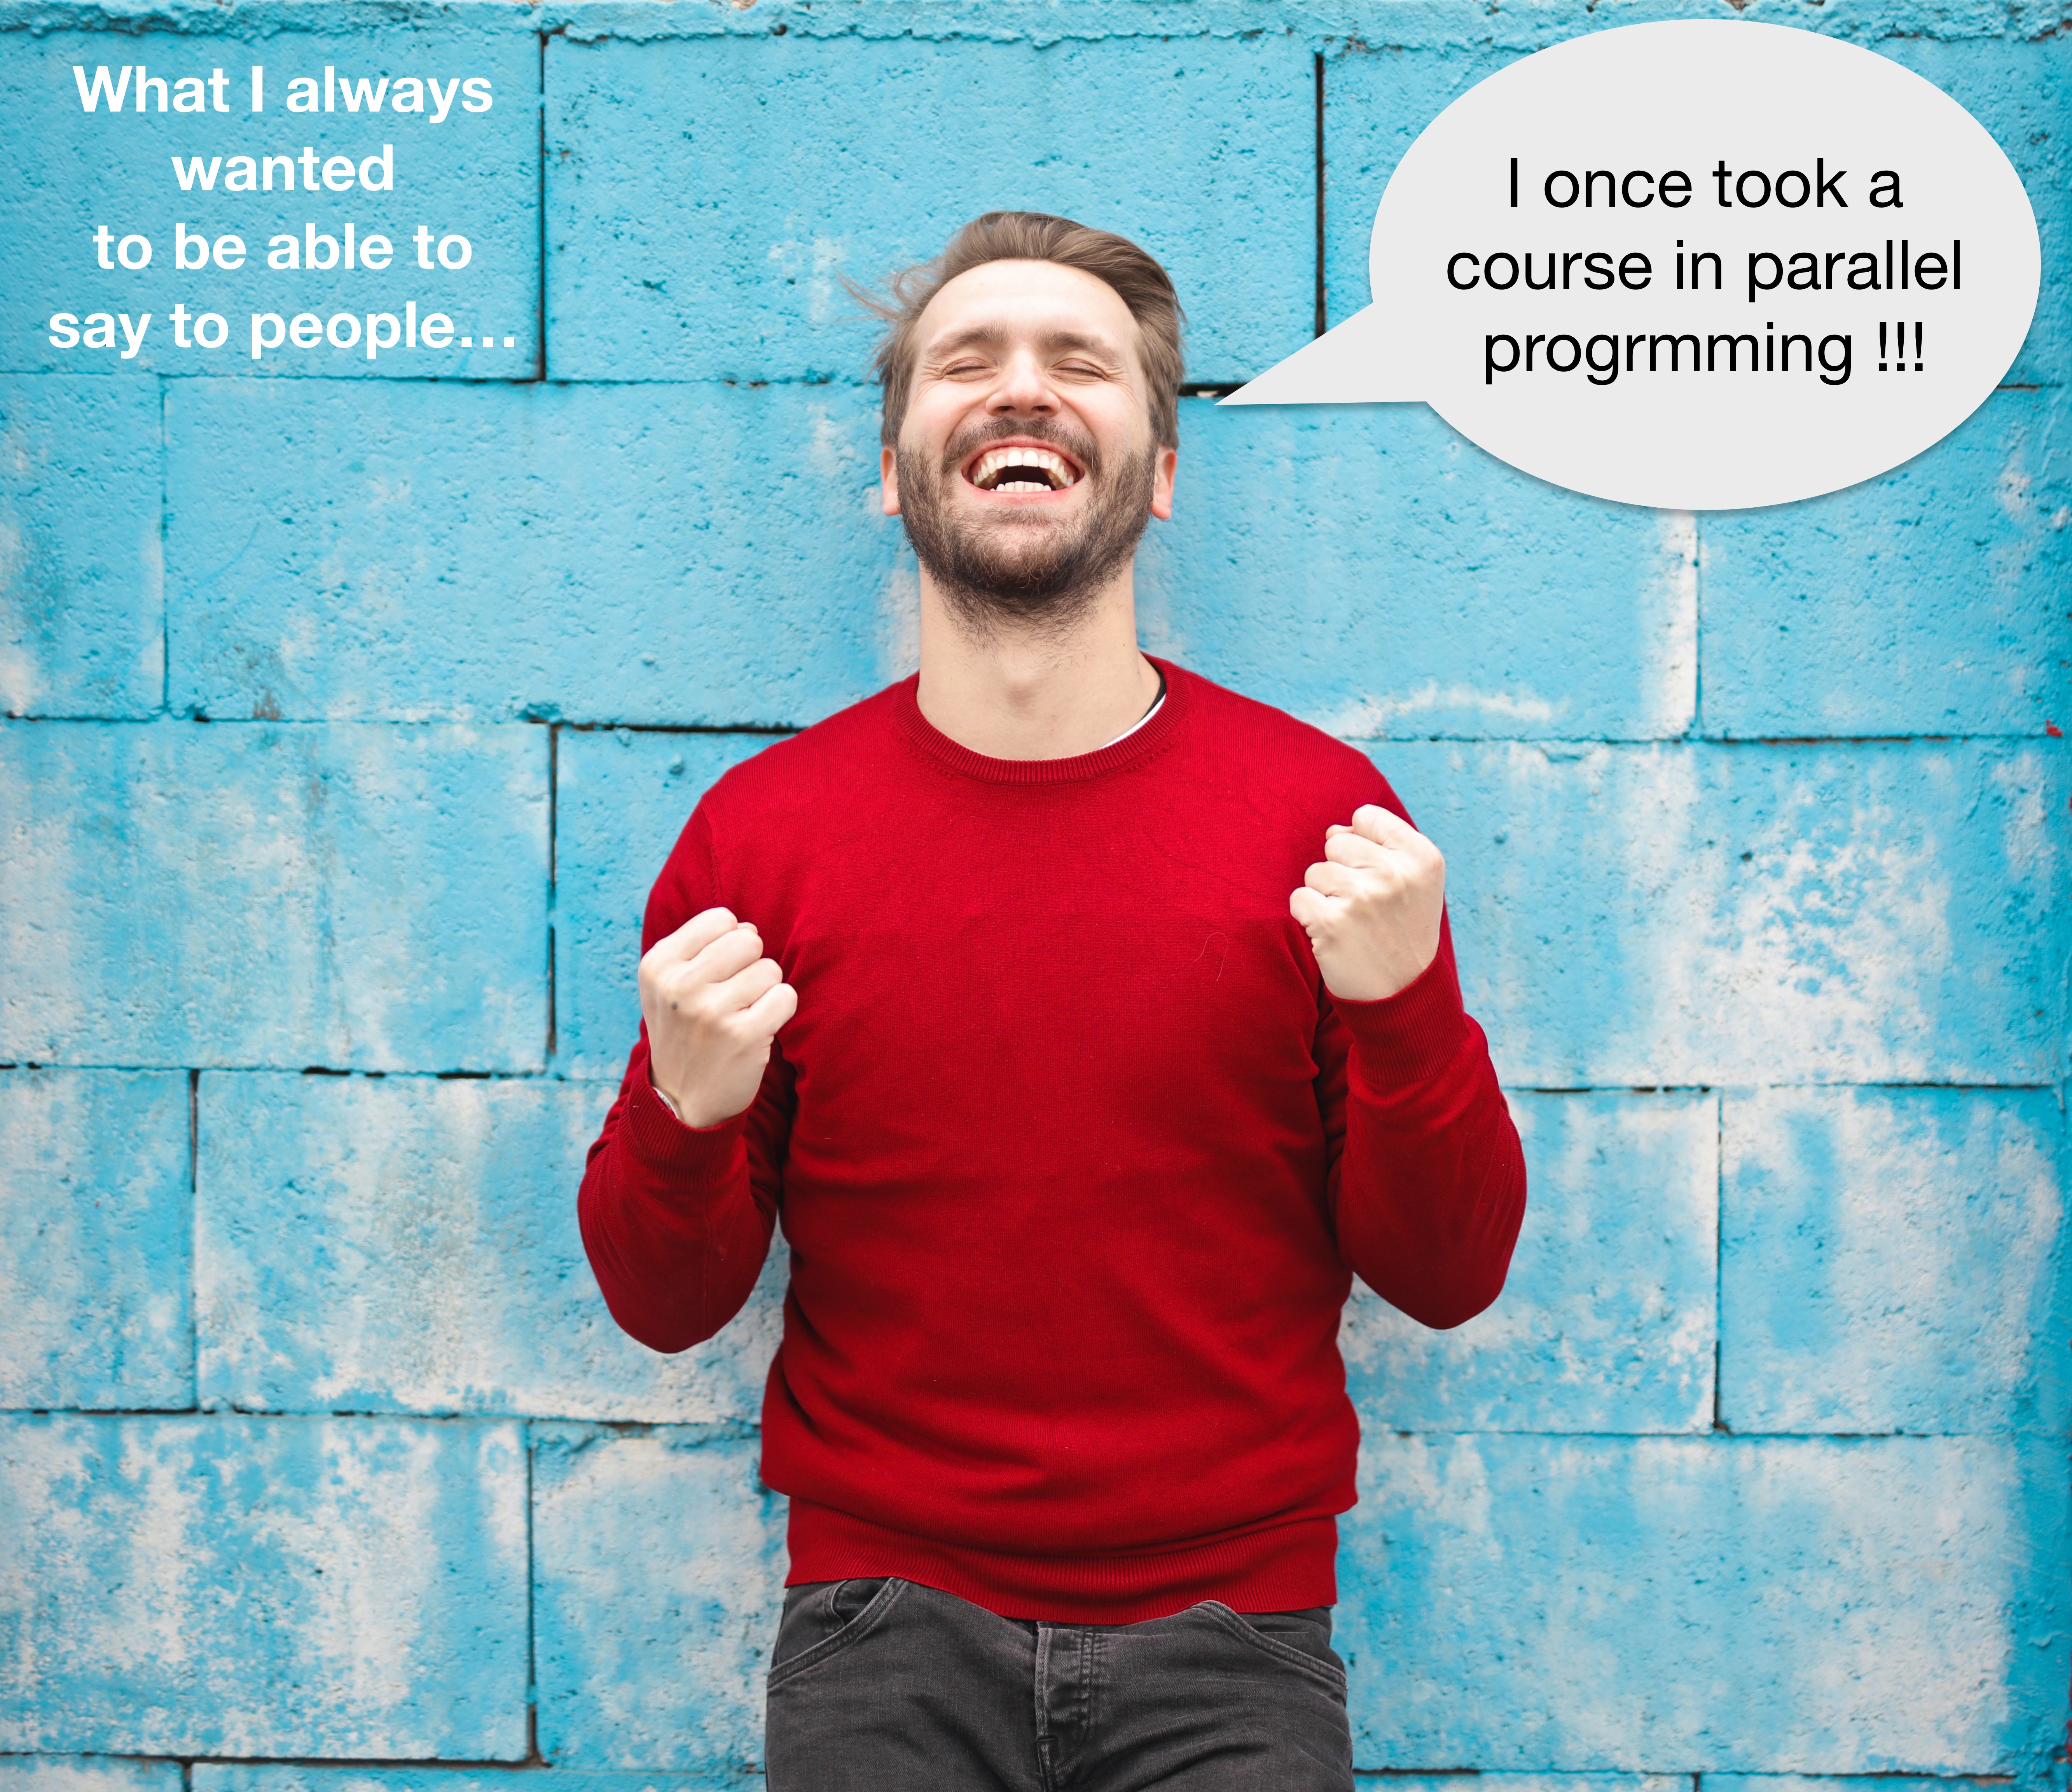 What I always
wanted
to be able to
say to people...
I once took a
course in parallel
progrmming !!!